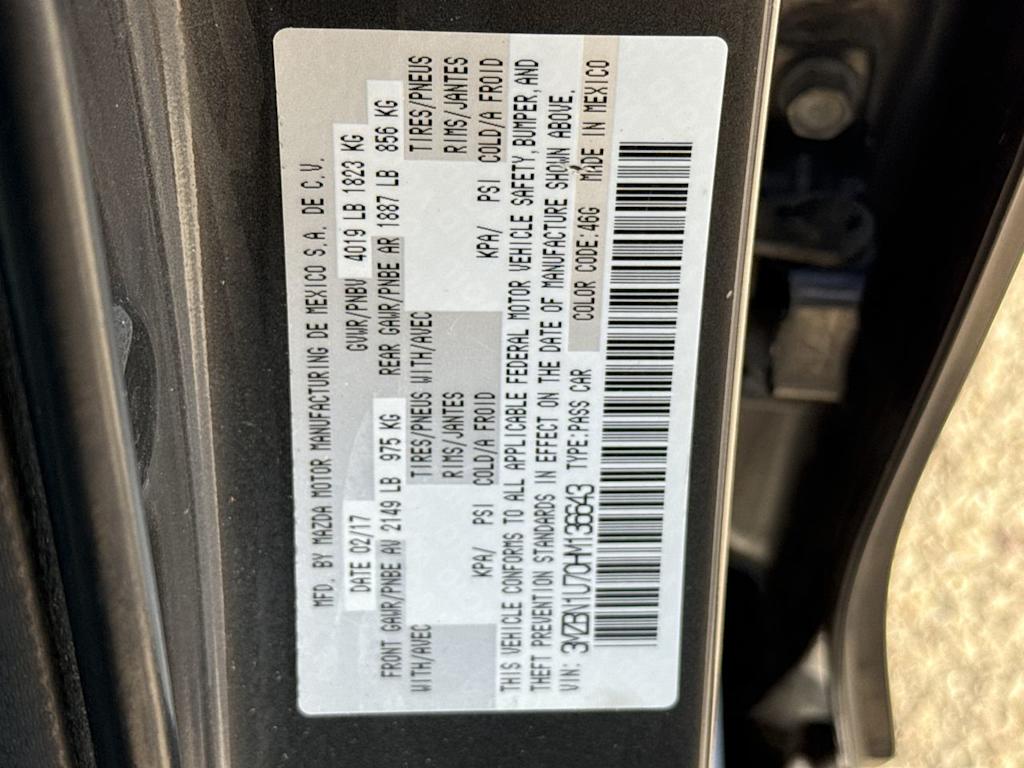 MFD. BY MAZDA MOTOR MANUFACTURING DE MEXICO S.A. DE C.V.
DATE 02/17 GVWR/PNBV 4019 LB 1823 KG
FRONT GAWR/PNBE AV 2149 LB 975 KG REAR GAWR/PNBE AR 1887 LB 856 KG
WITH/AVEC TIRES/PNEUS WITH/AVEC TIRES/PNEUS
RIMS/JANTES RIMS/JANTES
KPA/ PSI COLD/A FROID KPA/ PSI COLD/A FROID
THIS VEHICLE CONFORMS TO ALL APPLICABLE FEDERAL MOTOR VEHICLE SAFETY,BUMPER,AND
THEFT PREVENTION STANDARDS IN EFFECT ON THE DATE OF MANUFACTURE SHOWN ABOVE.
VIN: 3MZBN1U70HM136643 TYPE:PASS CAR COLOR CODE:46G MADE IN MEXICO